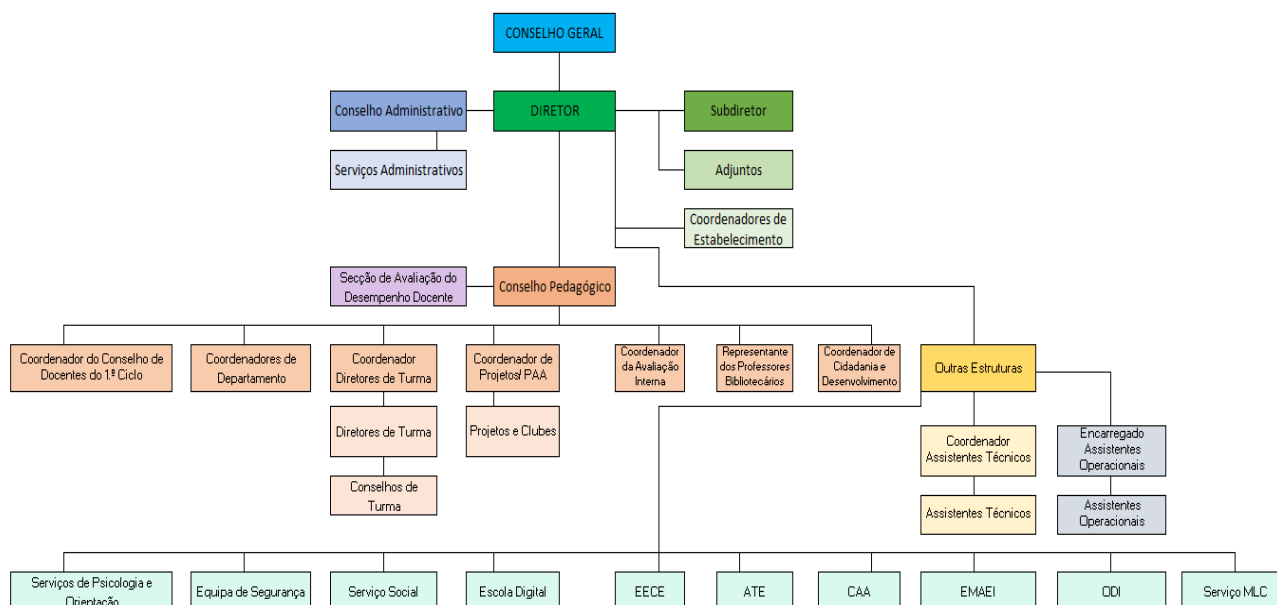 CONSELHO GERAL
Conselho Administrativo
DIRETOR
Subdiretor
Serviços Administrativos
Adjuntos
Coordenadores de
Estabelecimento
Secção de Avaliação do
Desempenho Docente
Conselho Pedagógico
Coordenador do Conselho de
Docentes do 1.º Ciclo
Coordenadores de
Departamento
Coordenador
Diretores de Turma
Coordenador de
Projetos/ PAA
Coordenador
da Avaliação
Interna
Representante
dos Professores
Bibliotecários
Coordenador de
Cidadania e
Desenvolvimento
Outras Estruturas
Diretores de Turma
Projetos e Clubes
Coordenador
Assistentes Técnicos
Encarregado
Assistentes
Operacionais
Conselhos de
Turma
Assistentes Técnicos
Assistentes
Operacionais
Serviços de Psicologia e
Orientação
Equipa de Segurança
Serviço Social
Escola Digital
EECE
ATE
CAA
EMAEI
ODI
Serviço MLC